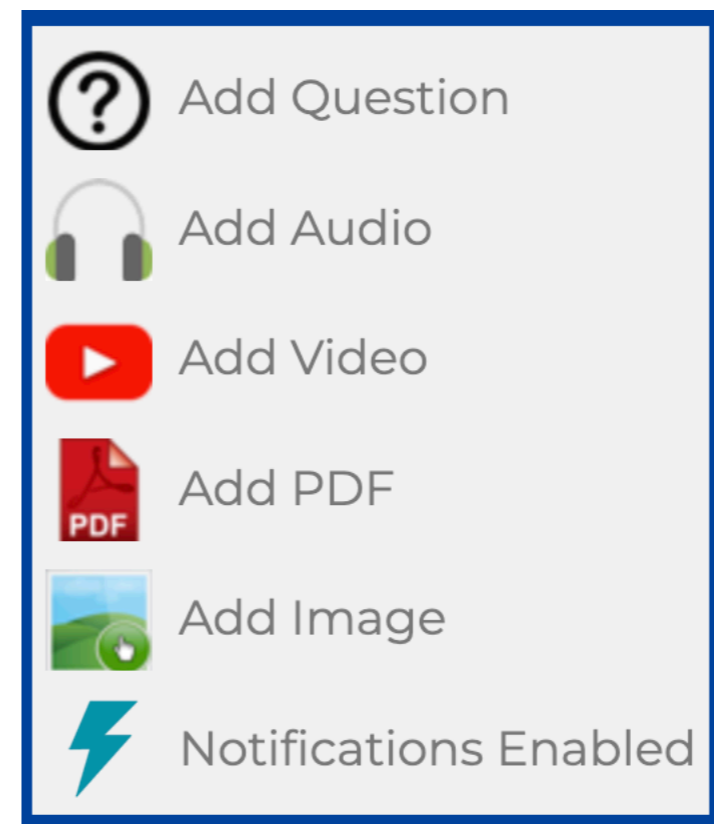 Add Question
Add Audio
Add Video
PDF
Add PDF
Add Image
Notifications Enabled